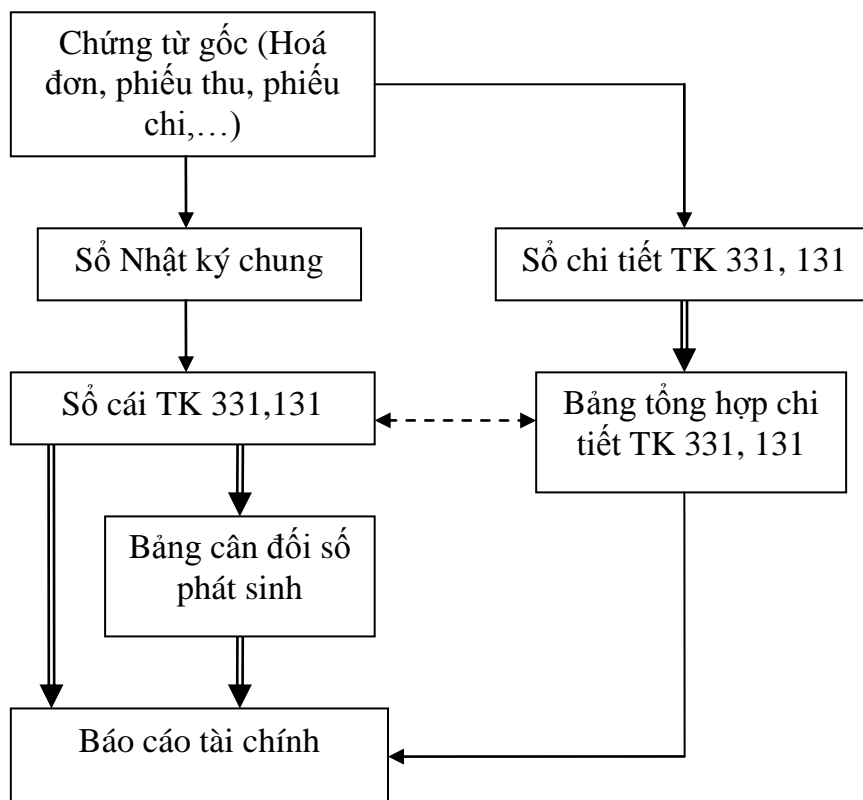 Chứng từ gốc (Hoá
đơn, phiếu thu, phiếu
chi,…)
Sổ Nhật ký chung
Sổ chi tiết TK 331, 131
Sổ cái TK 331,131
Bảng tổng hợp chi
tiết TK 331, 131
Bảng cân đối số
phát sinh
Báo cáo tài chính